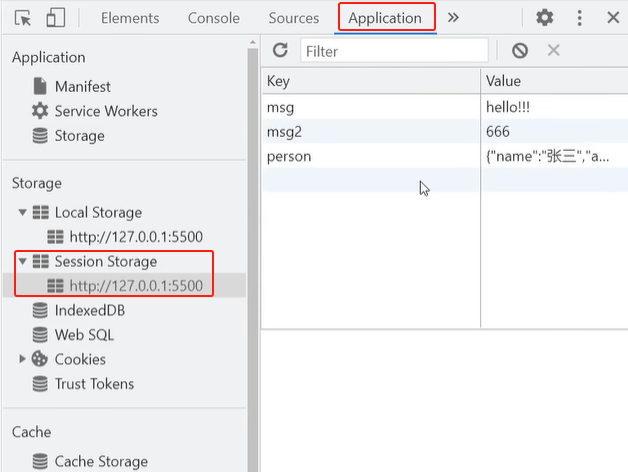 Elements Console Sources Application »
Filter
Application
Manifest
Service Workers
Storage
Storage
Local Storage
http://127.0.0.1:5500
Session Storage
http://127.0.0.1:5500
IndexedDB
Web SQL
Cookies
Trust Tokens
Cache
Cache Storage
Key Value
msg hello!!!
msg2 666
person {"name":"张三","a...